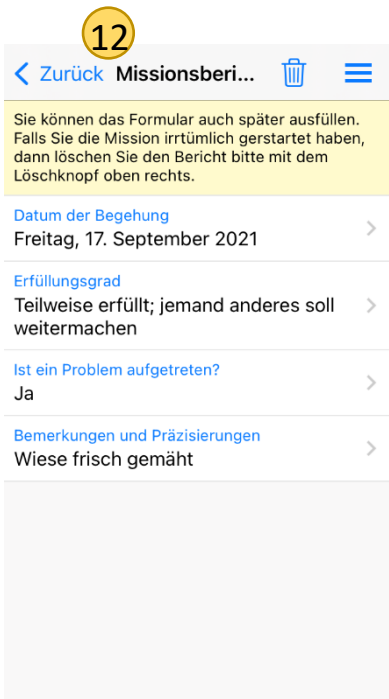 12
Zurück Missionsberi...
Sie können das Formular auch später ausfüllen.
Falls Sie die Mission irrtümlich gerstartet haben,
dann löschen Sie den Bericht bitte mit dem
Löschknopf oben rechts.
Datum der Begehung
Freitag, 17. September 2021
Erfüllungsgrad
Teilweise erfüllt; jemand anderes soll
weitermachen
Ist ein Problem aufgetreten?
Ja
Bemerkungen und Präzisierungen
Wiese frisch gemäht